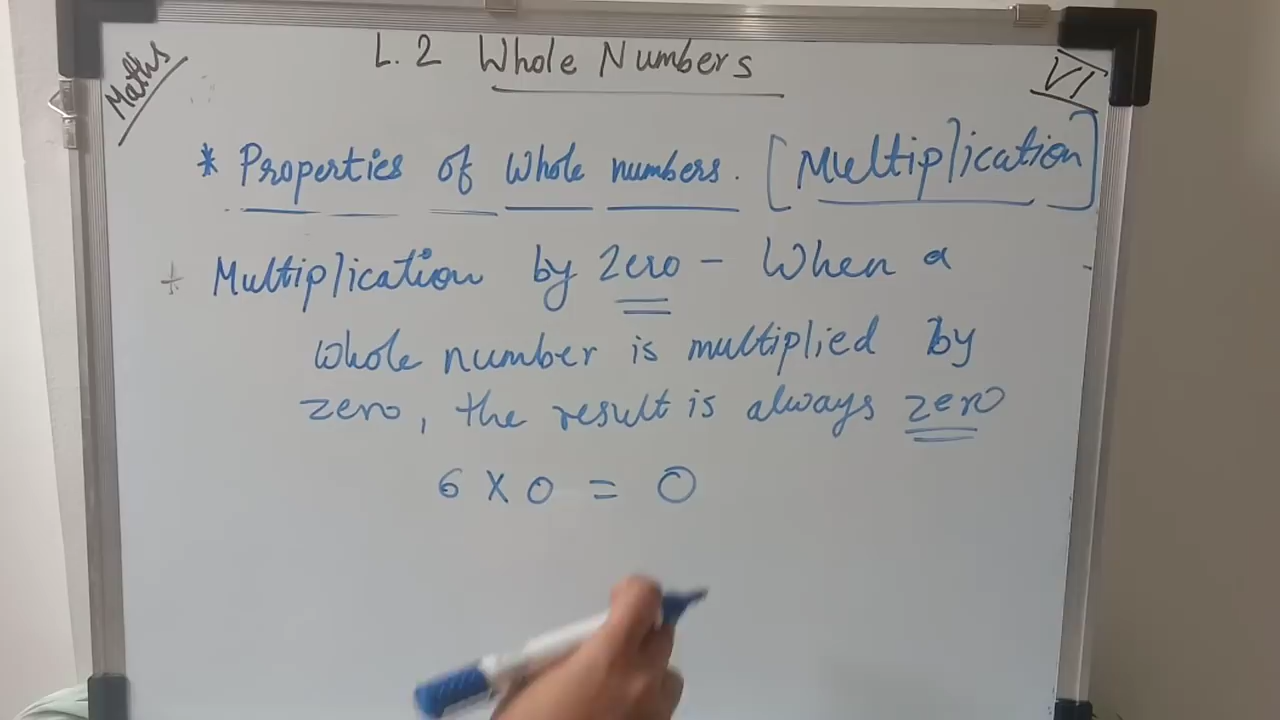 Maths
L.2 Whole Numbers
VI
* Properties of Whole numbers. [Multiplication]
+ Multiplication by Zero - When a
whole number is multiplied by
zero, the result is always zero
6 X 0 = 0